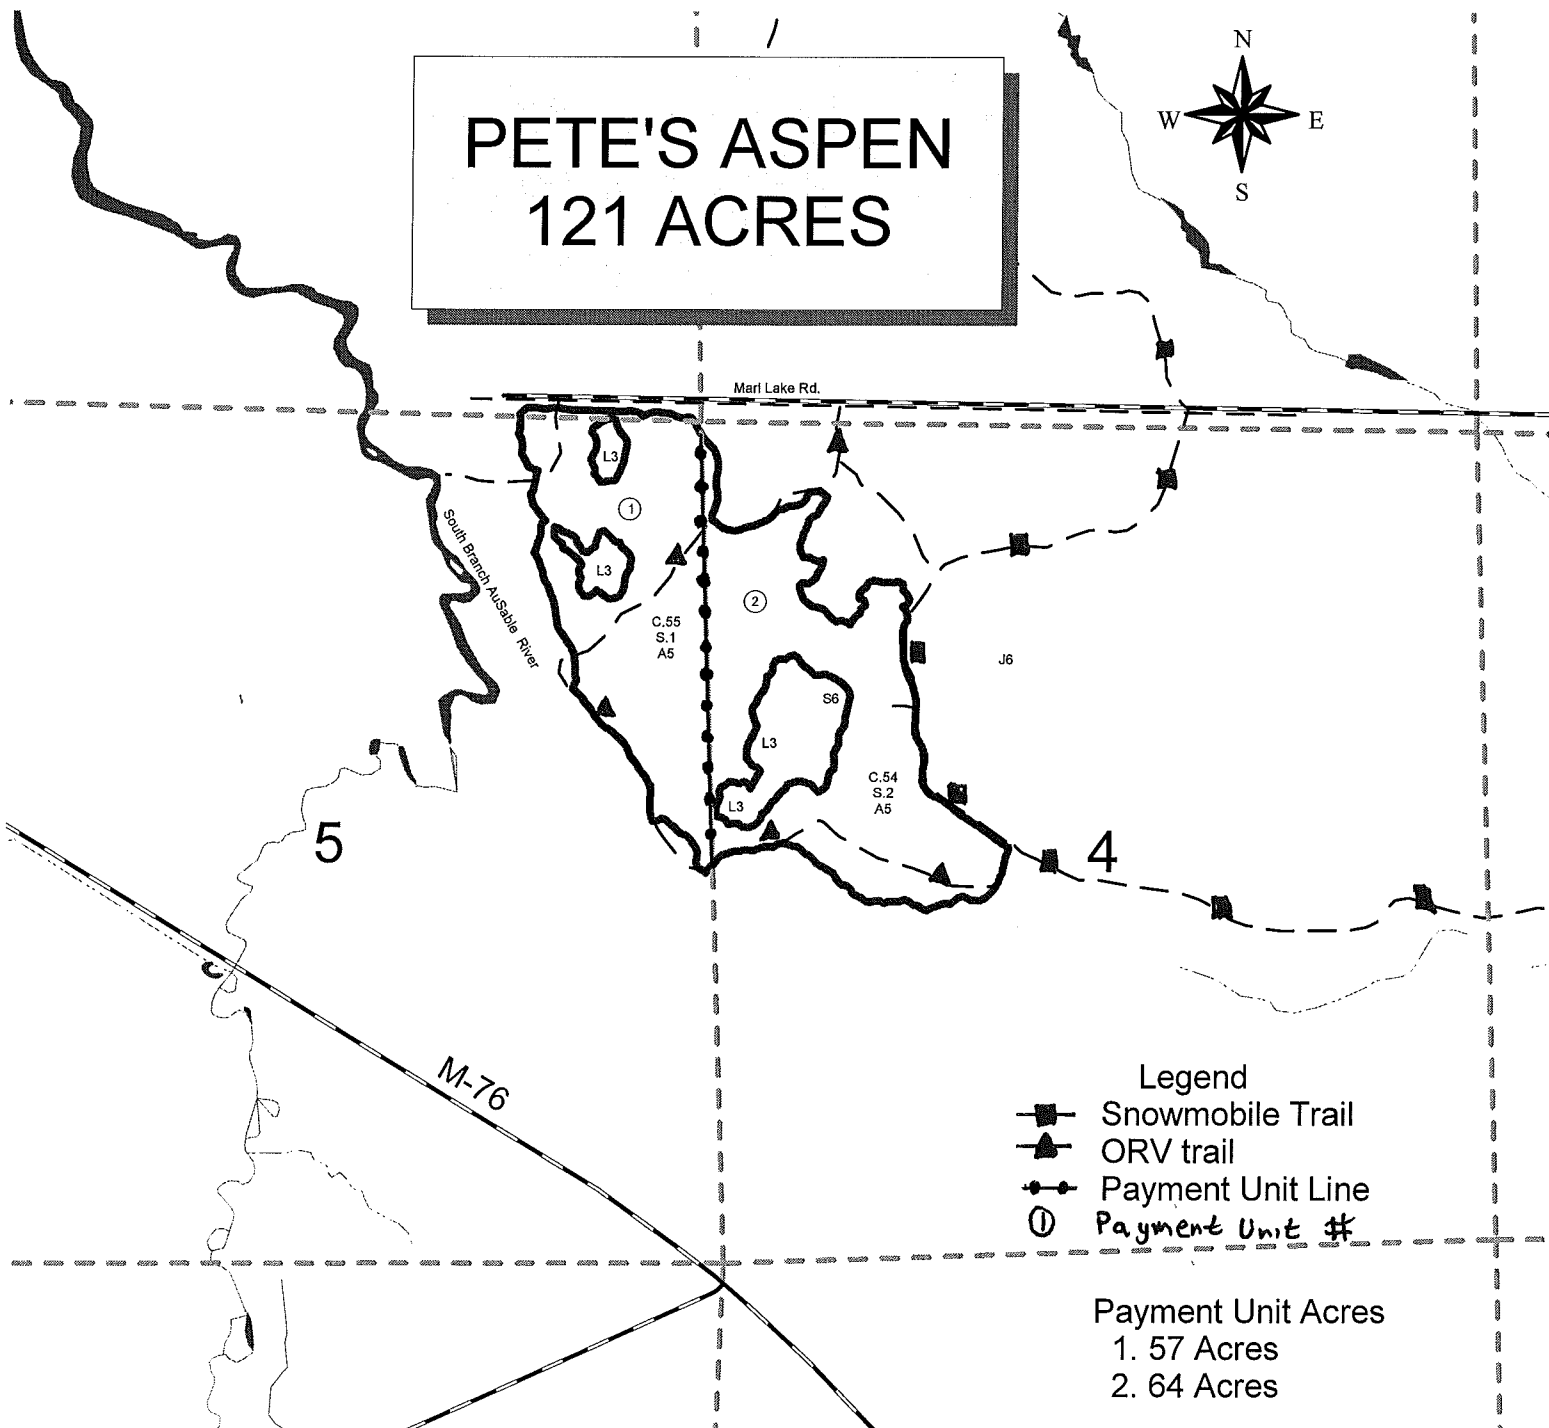 PETE'S ASPEN
121 ACRES
N
W
E
S
Marl Lake Rd.
L3
1
South Branch AuSable River
L3
2
C.55
S.1
A5
J6
S6
L3
C.54
S.2
A5
L3
5
4
M-76
Legend
Snowmobile Trail
ORV trail
Payment Unit Line
1 Payment Unit #
Payment Unit Acres
1. 57 Acres
2. 64 Acres